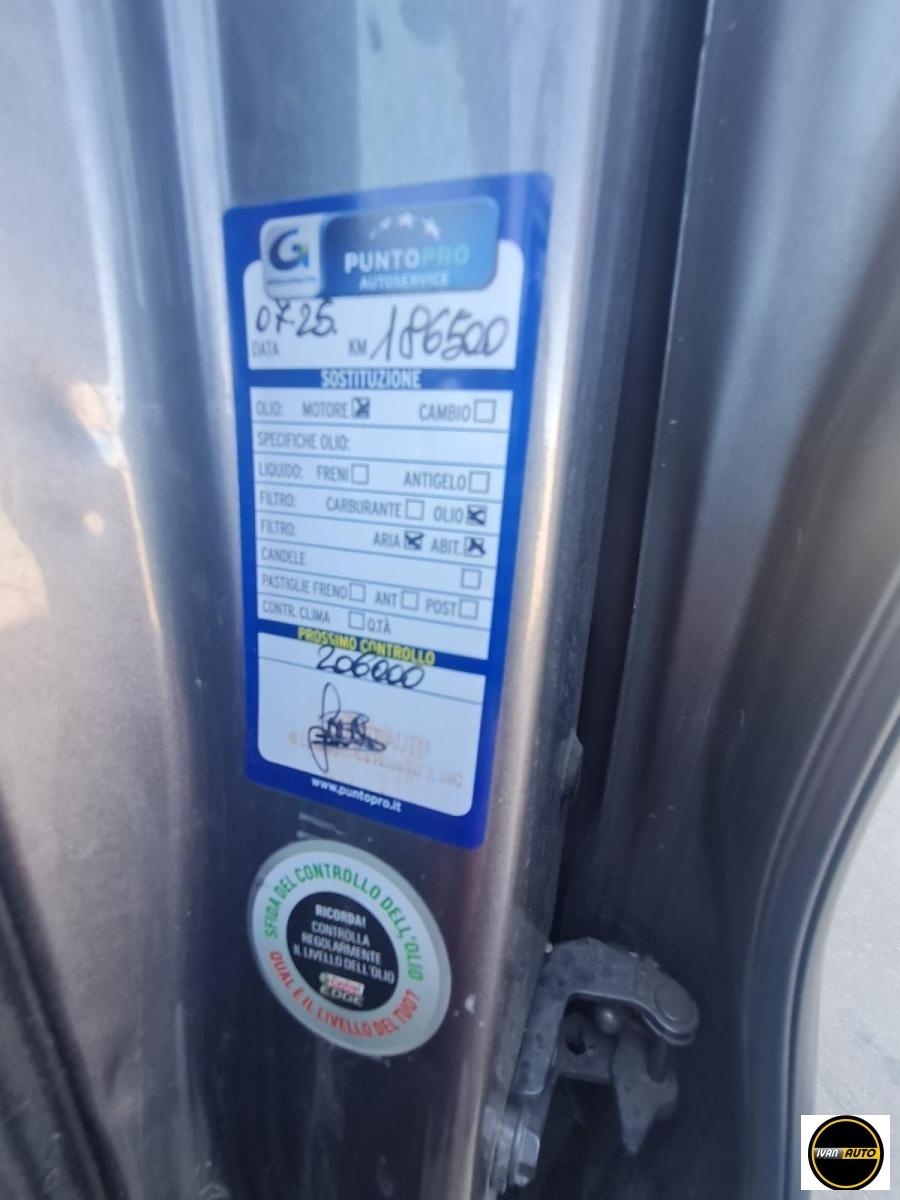 G
PUNTOPRO
AUTOSERVICE
07.25. 186500
DATA KM
SOSTITUZIONE
OLIO: MOTORE CAMBIO
SPECIFICHE OLIO:
LIQUIDO: FRENI ANTIGELO
FILTRO: CARBURANTE OLIO
FILTRO: ARIA ABIT.
CANDELE
PASTIGLIE FRENO ANT POST
CONTR. CLIMA Q.TÀ
PROSSIMO CONTROLLO
206000
www.puntopro.it
SFIDA DEL CONTROLLO DELL'OLIO
RICORDA!
CONTROLLA
REGOLARMENTE
IL LIVELLO DELL'OLIO
Castrol
EDGE
QUAL E IL LIVELLO DEL TUO?
IVAN AUTO